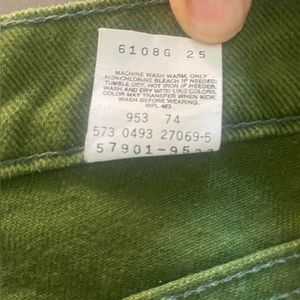 6108G 25
MACHINE WASH WARM, ONLY
NON-CHLORINE BLEACH IF NEEDED;
TUMBLE DRY, HOT IRON IF NEEDED.
WASH AND DRY WITH LIKE COLORS,
COLOR MAY TRANSFER WHEN NEW,
WASH BEFORE WEARING.
WPL 423
953 74
573 0493 27069-5
57901-953